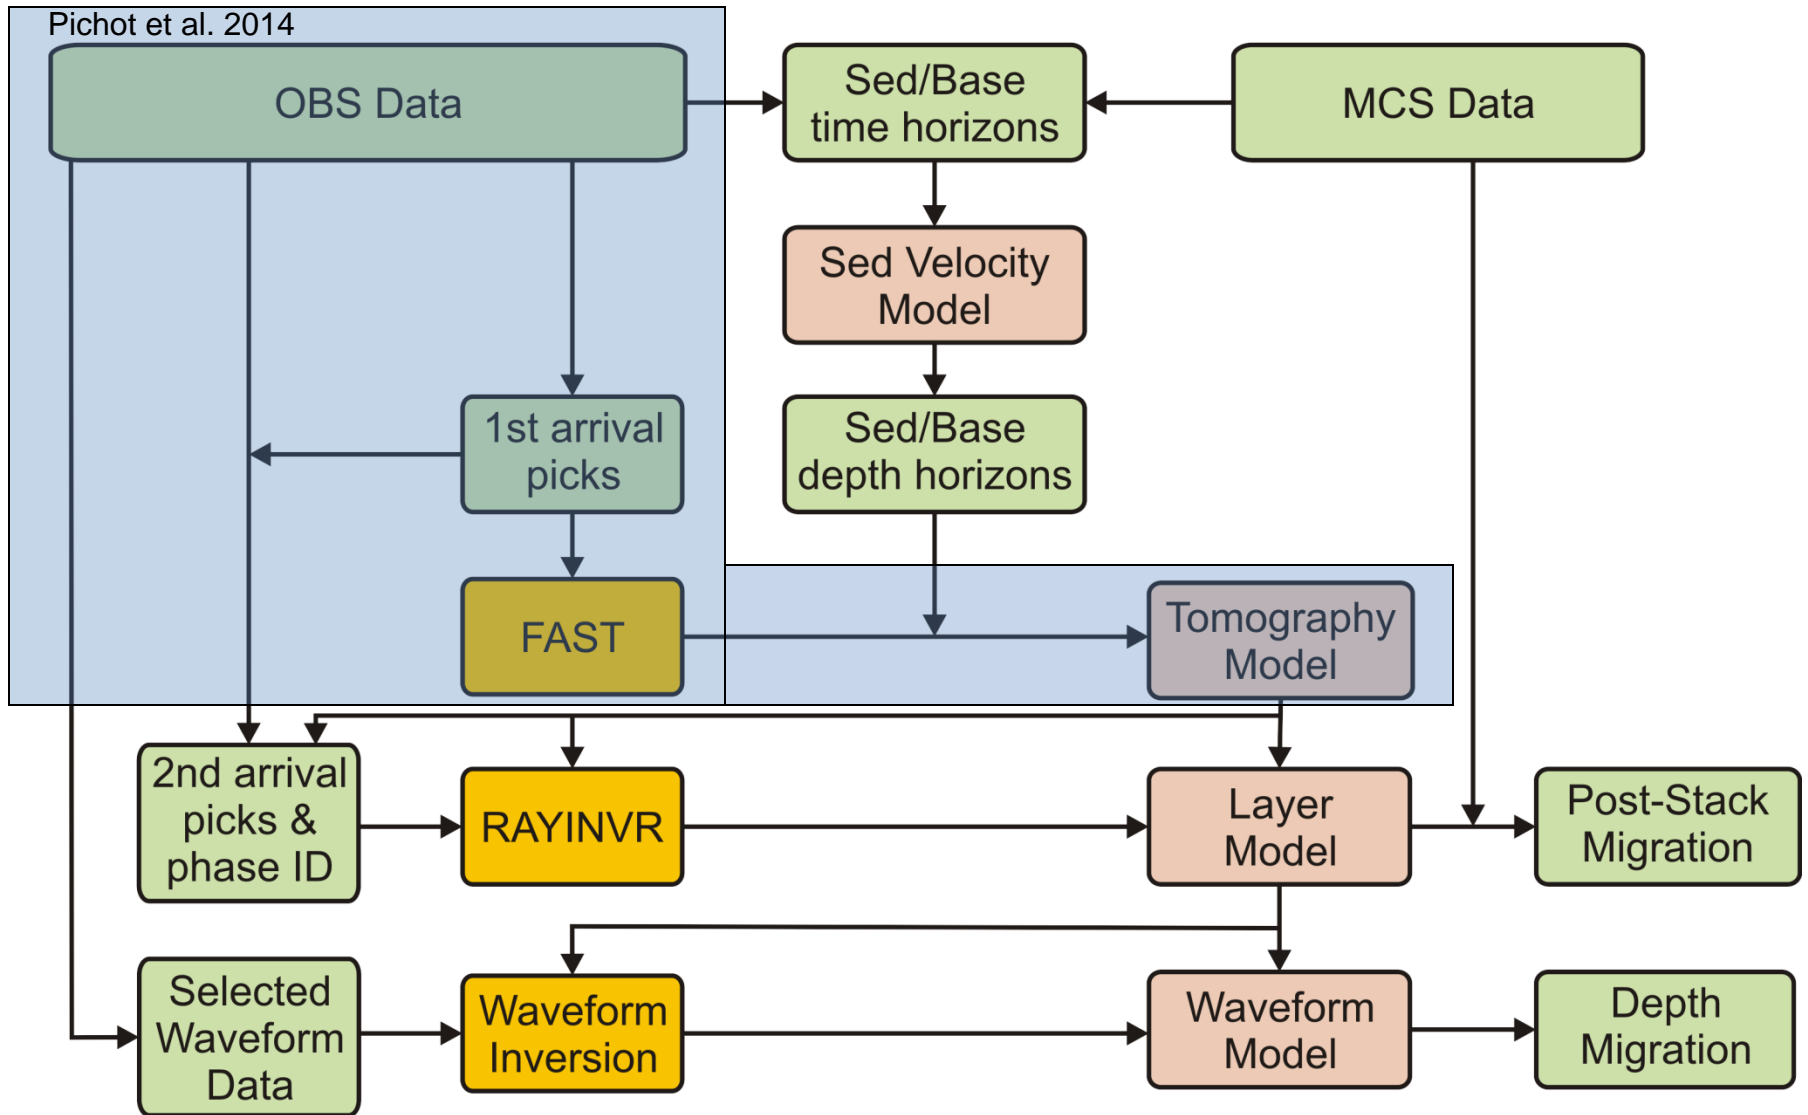 Pichot et al. 2014
OBS Data
Sed/Base
time horizons
MCS Data
Sed Velocity
Model
1st arrival
picks
Sed/Base
depth horizons
FAST
Tomography
Model
2nd arrival
picks &
phase ID
RAYINVR
Layer
Model
Post-Stack
Migration
Selected
Waveform
Data
Waveform
Inversion
Waveform
Model
Depth
Migration